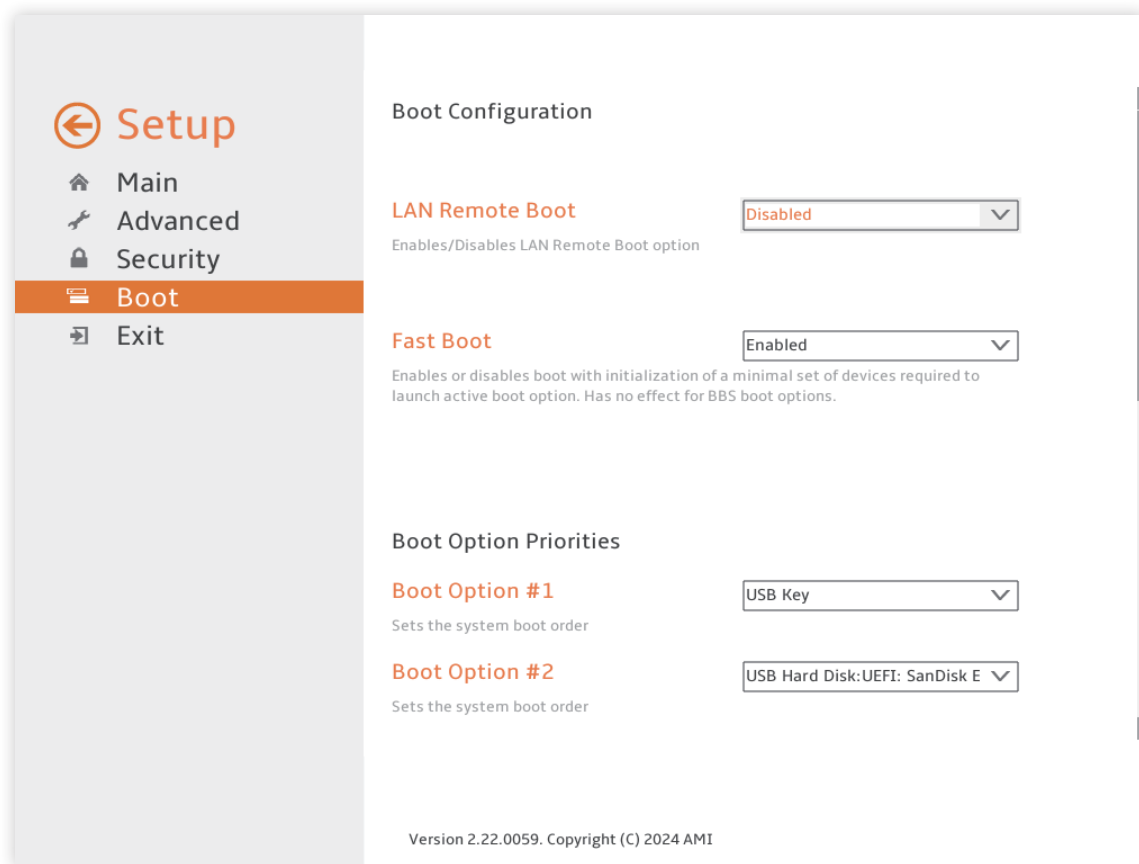 Setup
Main
Advanced
Security
Boot
Exit
Boot Configuration
LAN Remote Boot
Disabled
Enables/Disables LAN Remote Boot option
Fast Boot
Enabled
Enables or disables boot with initialization of a minimal set of devices required to
launch active boot option. Has no effect for BBS boot options.
Boot Option Priorities
Boot Option #1
USB Key
Sets the system boot order
Boot Option #2
USB Hard Disk:UEFI: SanDisk E
Sets the system boot order
Version 2.22.0059. Copyright (C) 2024 AMI